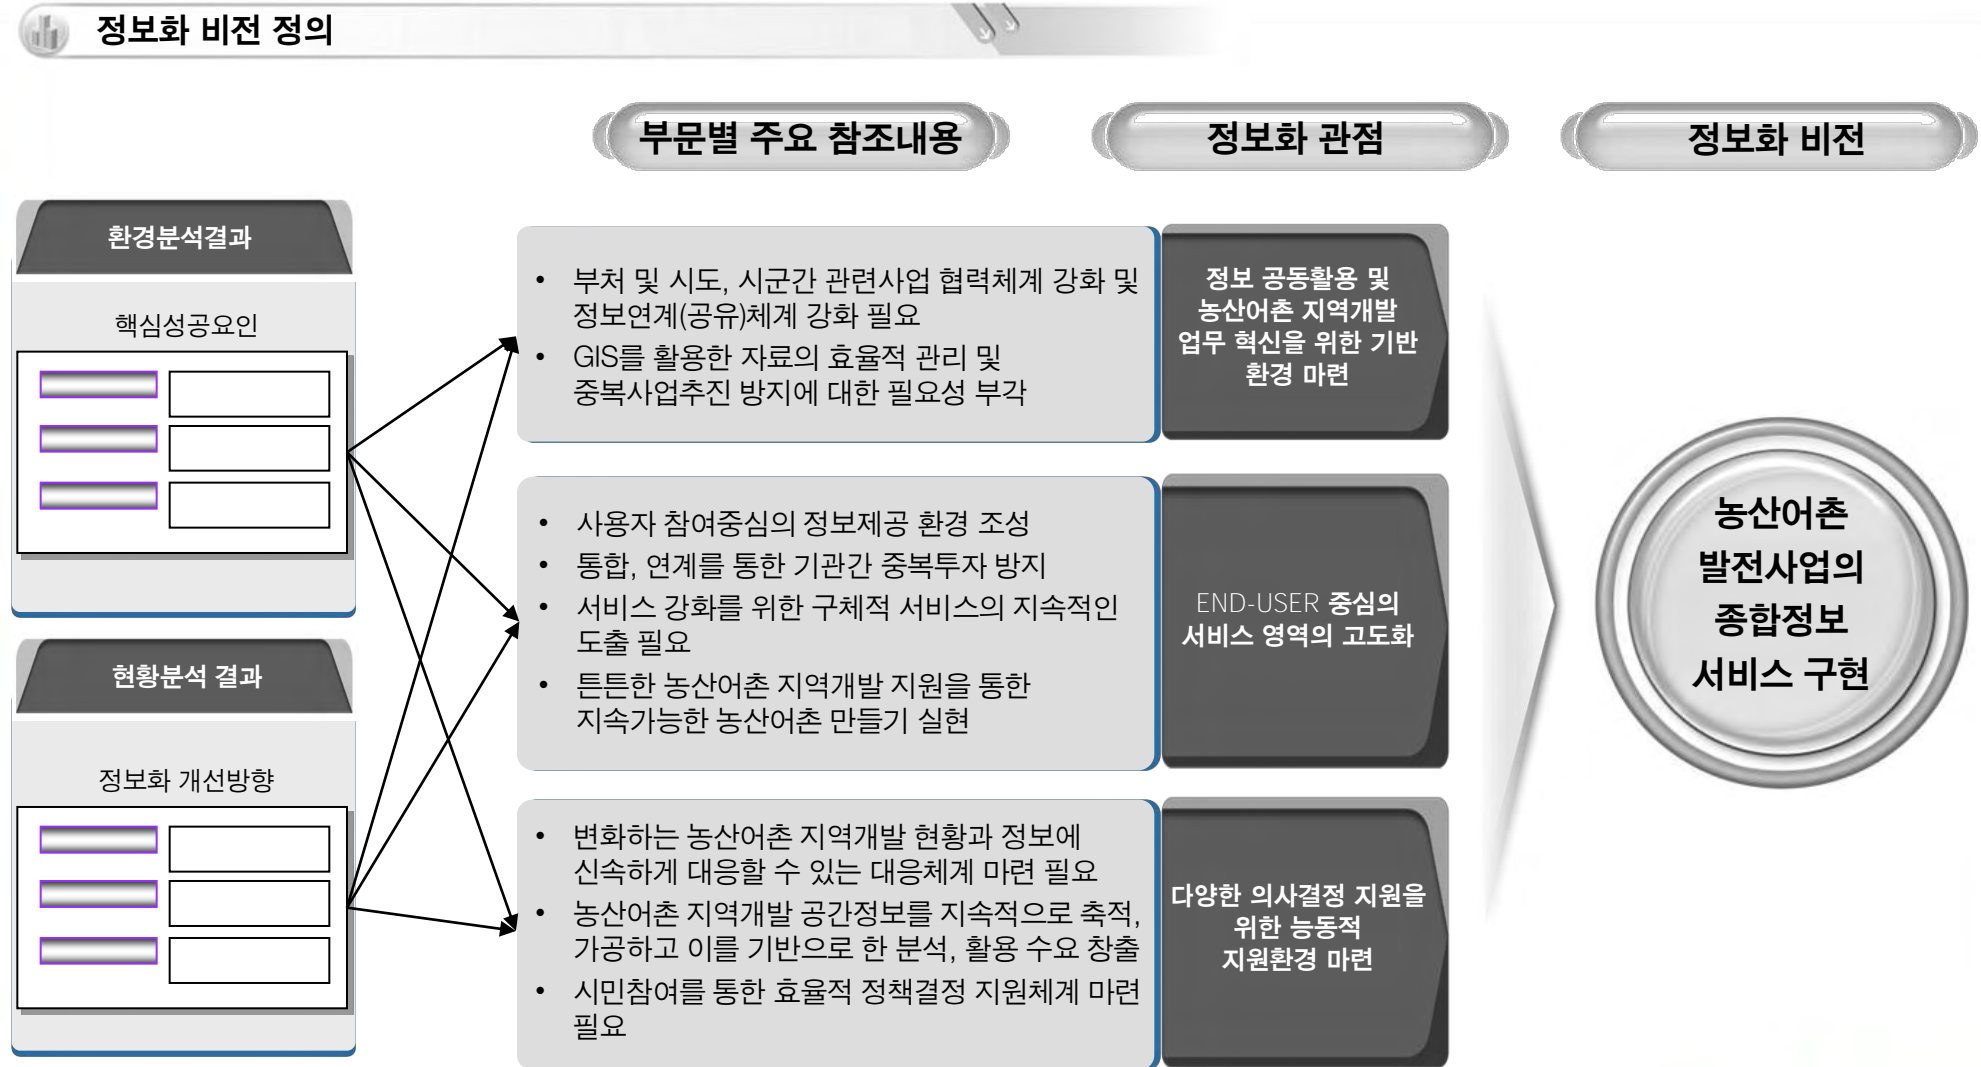 정보화 비전 정의
부문별 주요 참조내용
정보화 관점
정보화 비전
환경분석결과
핵심성공요인
현황분석 결과
정보화 개선방향
• 부처 및 시도, 시군간 관련사업 협력체계 강화 및
정보연계(공유)체계 강화 필요
• GIS를 활용한 자료의 효율적 관리 및
중복사업추진 방지에 대한 필요성 부각
정보 공동활용 및
농산어촌 지역개발
업무 혁신을 위한 기반
환경 마련
• 사용자 참여중심의 정보제공 환경 조성
• 통합, 연계를 통한 기관간 중복투자 방지
• 서비스 강화를 위한 구체적 서비스의 지속적인
도출 필요
• 튼튼한 농산어촌 지역개발 지원을 통한
지속가능한 농산어촌 만들기 실현
END-USER 중심의
서비스 영역의 고도화
• 변화하는 농산어촌 지역개발 현황과 정보에
신속하게 대응할 수 있는 대응체계 마련 필요
• 농산어촌 지역개발 공간정보를 지속적으로 축적,
가공하고 이를 기반으로 한 분석, 활용 수요 창출
• 시민참여를 통한 효율적 정책결정 지원체계 마련
필요
다양한 의사결정 지원을
위한 능동적
지원환경 마련
농산어촌
발전사업의
종합정보
서비스 구현